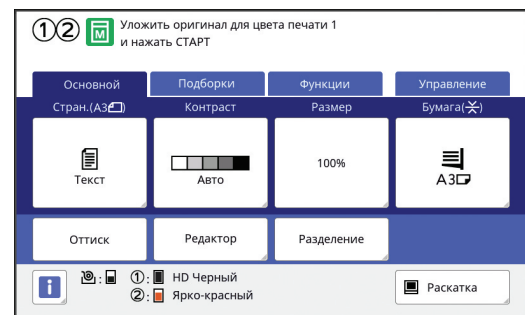 ①② M Уложить оригинал для цвета печати 1
и нажать СТАРТ
Основной Подборки Функции Управление
Стран.(A3) Контраст Размер Бумага()
Текст Авто 100% A3
Оттиск Редактор Разделение
i : ①: HD Черный
②: Ярко-красный
Раскатка